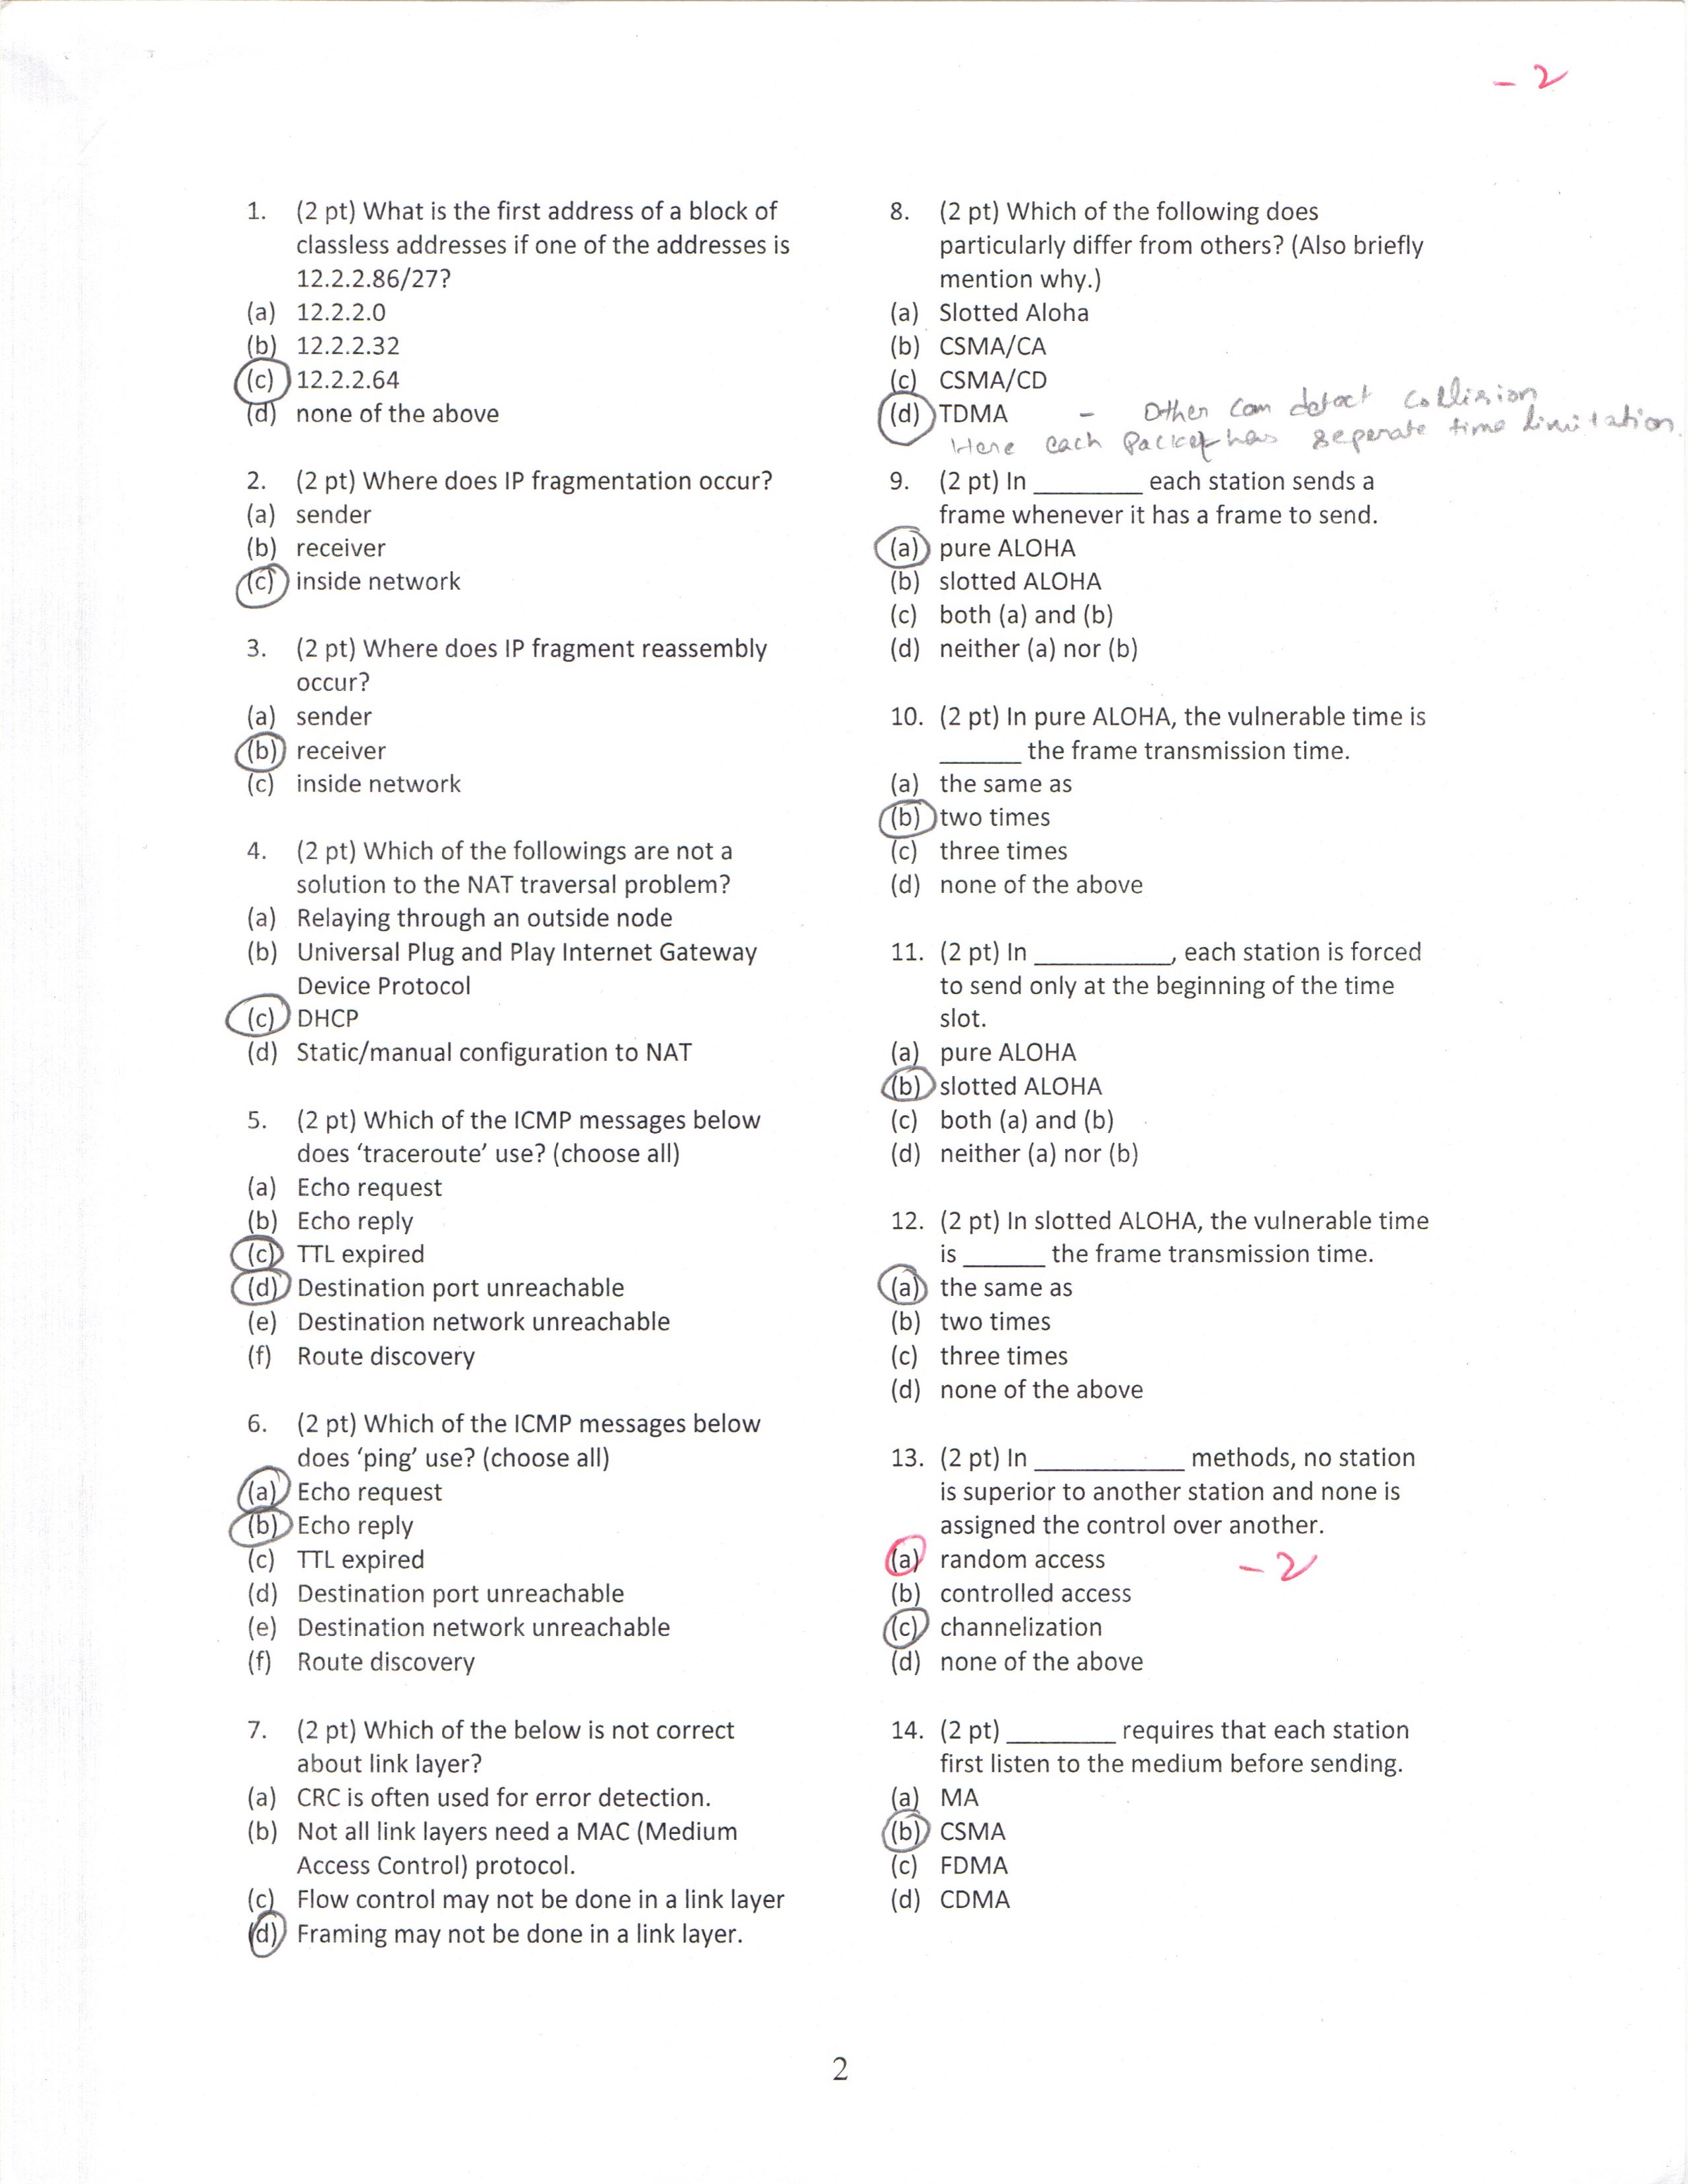 - 2
1. (2 pt) What is the first address of a block of
classless addresses if one of the addresses is
12.2.2.86/27?
(a) 12.2.2.0
(b) 12.2.2.32
(c) 12.2.2.64
(d) none of the above
2. (2 pt) Where does IP fragmentation occur?
(a) sender
(b) receiver
(c) inside network
3. (2 pt) Where does IP fragment reassembly
occur?
(a) sender
(b) receiver
(c) inside network
4. (2 pt) Which of the followings are not a
solution to the NAT traversal problem?
(a) Relaying through an outside node
(b) Universal Plug and Play Internet Gateway
Device Protocol
(c) DHCP
(d) Static/manual configuration to NAT
5. (2 pt) Which of the ICMP messages below
does ‘traceroute’ use? (choose all)
(a) Echo request
(b) Echo reply
(c) TTL expired
(d) Destination port unreachable
(e) Destination network unreachable
(f) Route discovery
6. (2 pt) Which of the ICMP messages below
does ‘ping’ use? (choose all)
(a) Echo request
(b) Echo reply
(c) TTL expired
(d) Destination port unreachable
(e) Destination network unreachable
(f) Route discovery
7. (2 pt) Which of the below is not correct
about link layer?
(a) CRC is often used for error detection.
(b) Not all link layers need a MAC (Medium
Access Control) protocol.
(c) Flow control may not be done in a link layer
(d) Framing may not be done in a link layer.
8. (2 pt) Which of the following does
particularly differ from others? (Also briefly
mention why.)
(a) Slotted Aloha
(b) CSMA/CA
(c) CSMA/CD
(d) TDMA - Other can detect collision
Here each packet has seperate time limitation.
9. (2 pt) In ________ each station sends a
frame whenever it has a frame to send.
(a) pure ALOHA
(b) slotted ALOHA
(c) both (a) and (b)
(d) neither (a) nor (b)
10. (2 pt) In pure ALOHA, the vulnerable time is
______ the frame transmission time.
(a) the same as
(b) two times
(c) three times
(d) none of the above
11. (2 pt) In __________, each station is forced
to send only at the beginning of the time
slot.
(a) pure ALOHA
(b) slotted ALOHA
(c) both (a) and (b)
(d) neither (a) nor (b)
12. (2 pt) In slotted ALOHA, the vulnerable time
is ______ the frame transmission time.
(a) the same as
(b) two times
(c) three times
(d) none of the above
13. (2 pt) In ___________ methods, no station
is superior to another station and none is
assigned the control over another.
(a) random access - 2
(b) controlled access
(c) channelization
(d) none of the above
14. (2 pt) ________ requires that each station
first listen to the medium before sending.
(a) MA
(b) CSMA
(c) FDMA
(d) CDMA
2